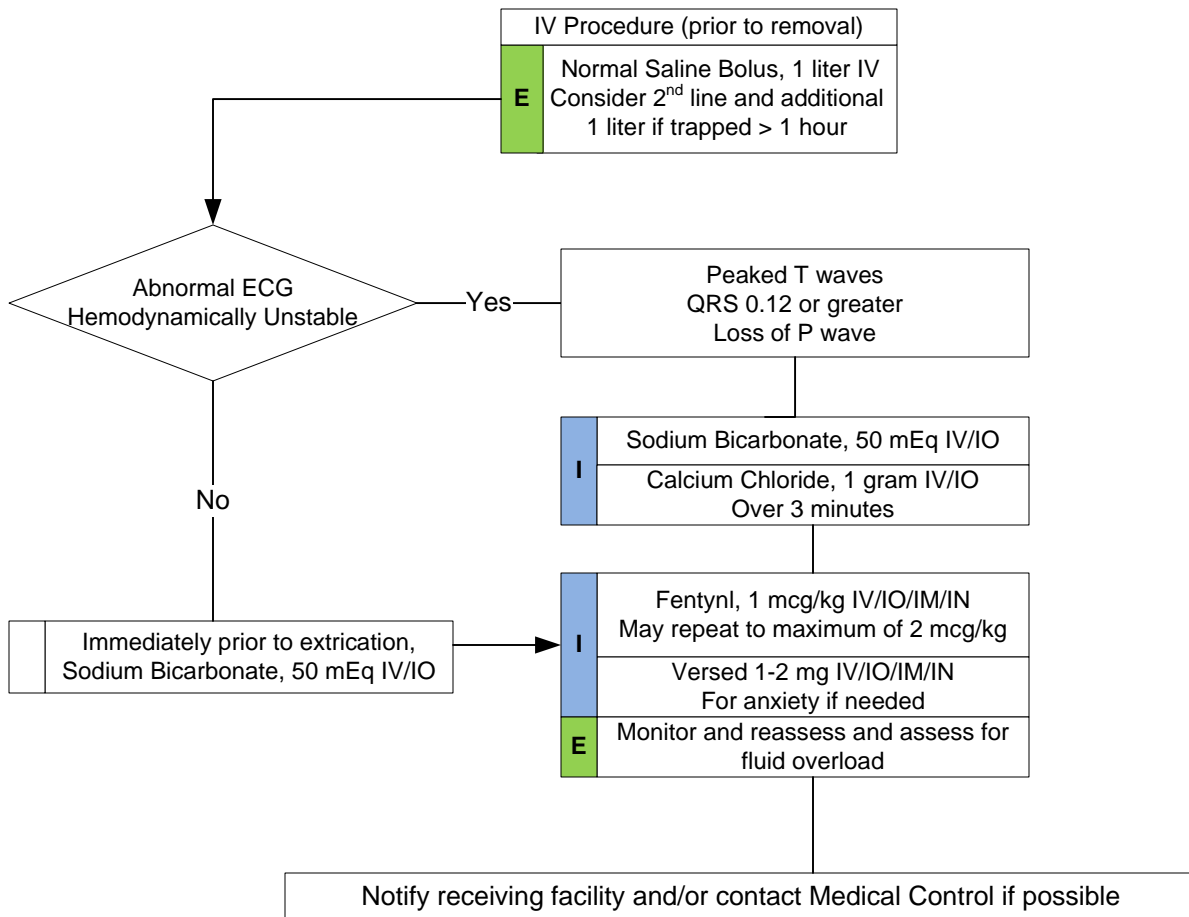 IV Procedure (prior to removal)
E
Normal Saline Bolus, 1 liter IV
Consider 2nd line and additional
1 liter if trapped > 1 hour
Abnormal ECG
Hemodynamically Unstable
Yes
Peaked T waves
QRS 0.12 or greater
Loss of P wave
I
Sodium Bicarbonate, 50 mEq IV/IO
Calcium Chloride, 1 gram IV/IO
Over 3 minutes
No
Immediately prior to extrication,
Sodium Bicarbonate, 50 mEq IV/IO
I
Fentynl, 1 mcg/kg IV/IO/IM/IN
May repeat to maximum of 2 mcg/kg
Versed 1-2 mg IV/IO/IM/IN
For anxiety if needed
E
Monitor and reassess and assess for
fluid overload
Notify receiving facility and/or contact Medical Control if possible